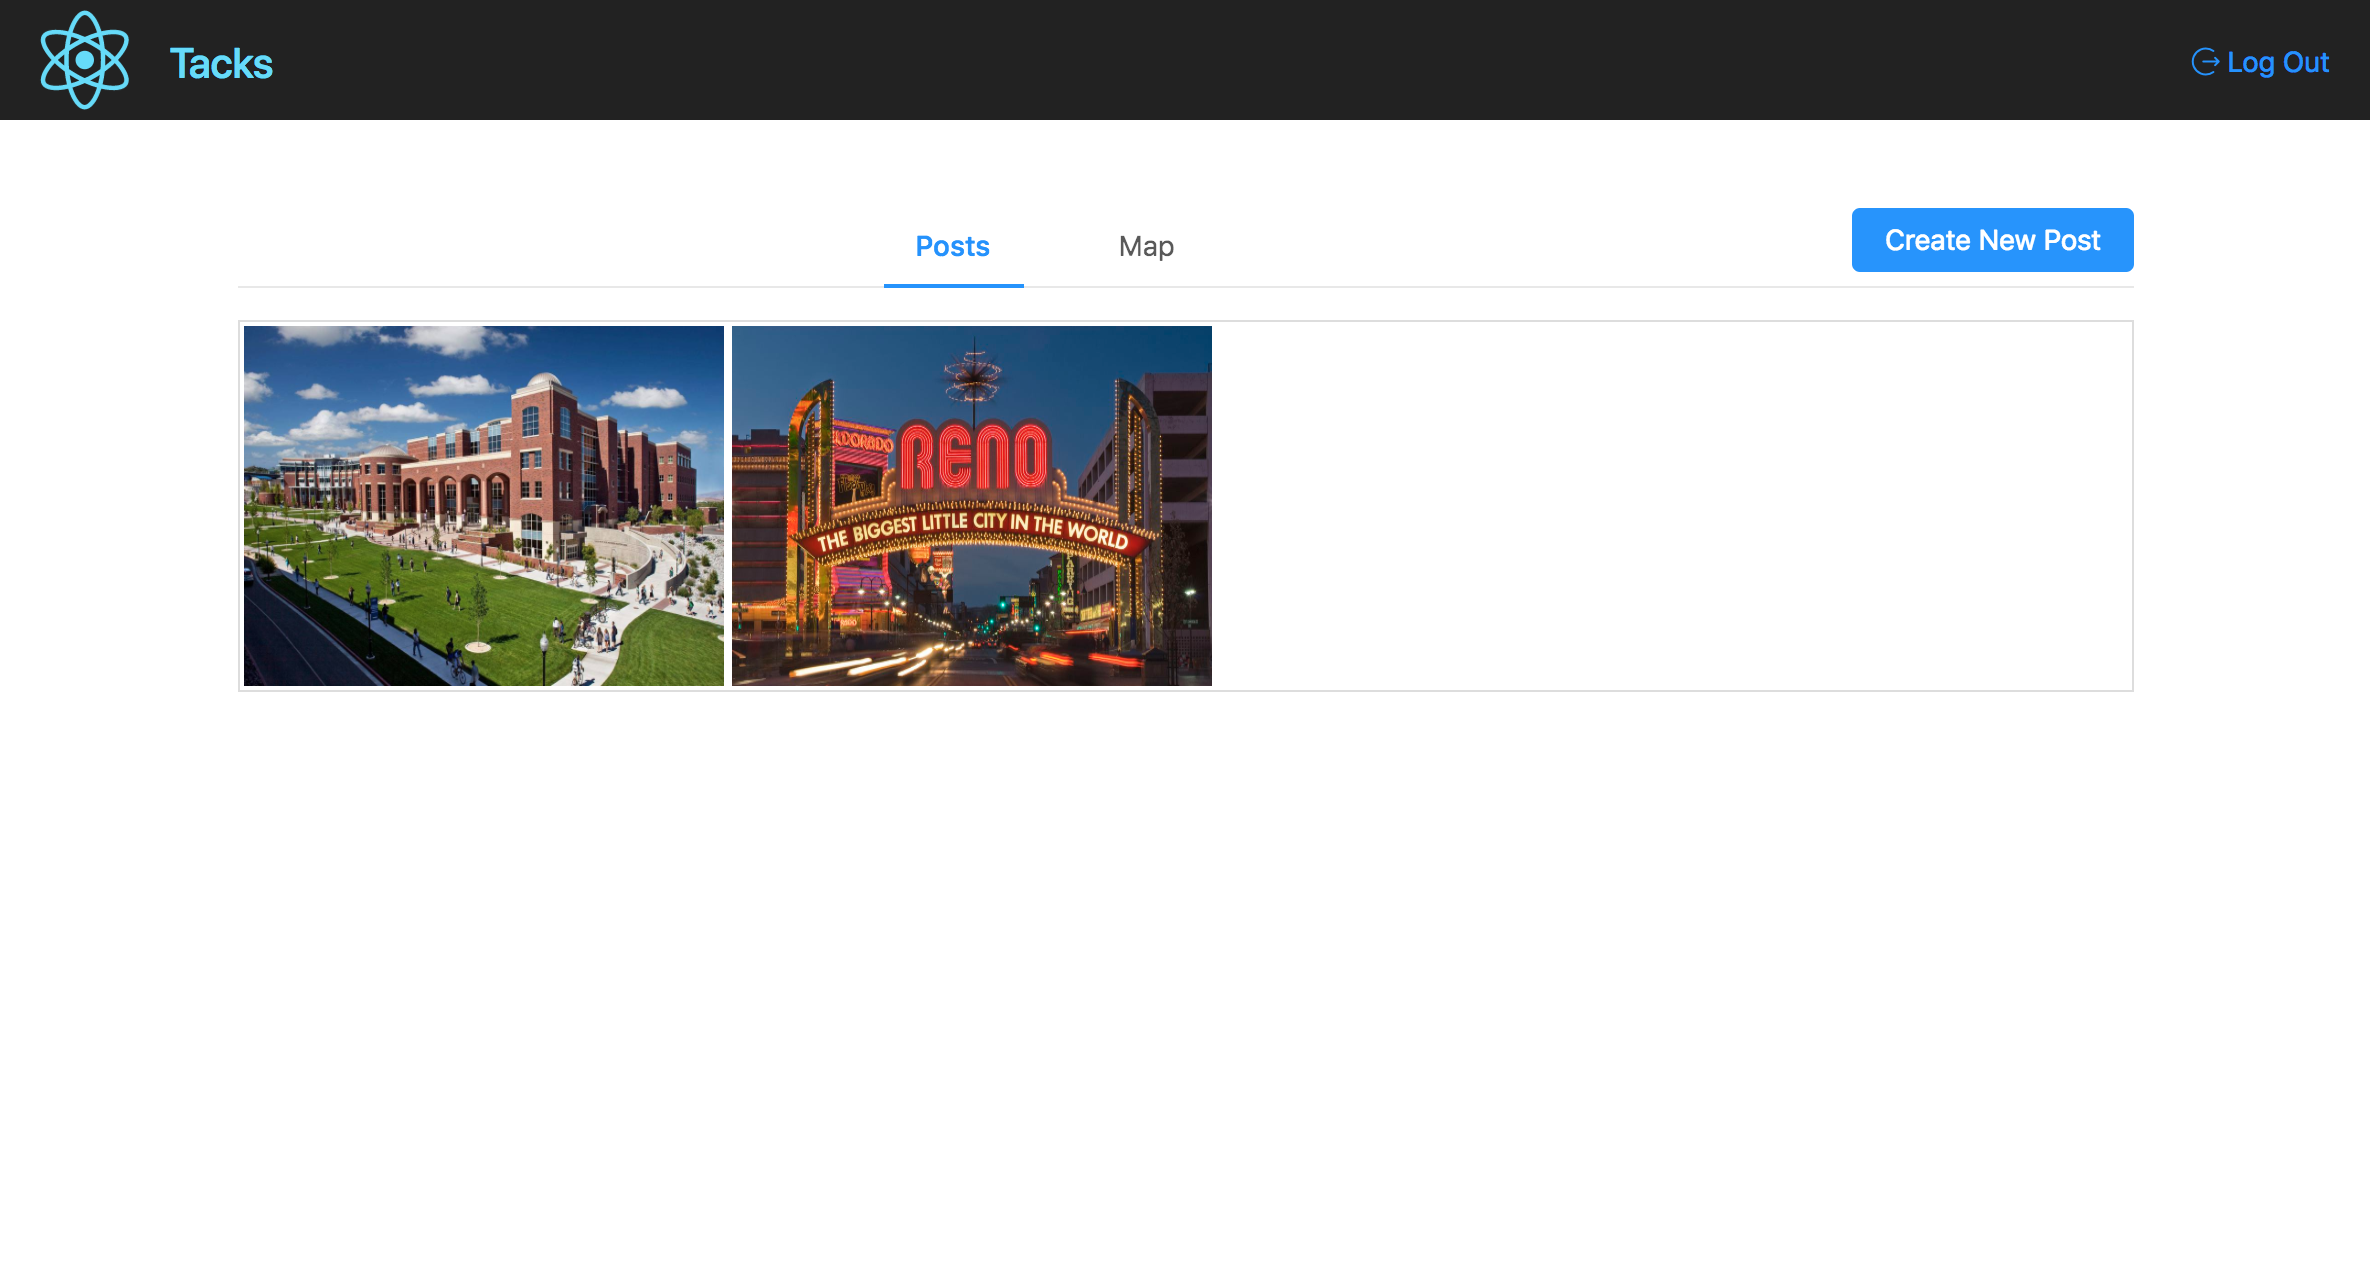 Tacks
Log Out
Posts
Map
Create New Post
ELDORADO
RENO
THE BIGGEST LITTLE CITY IN THE WORLD